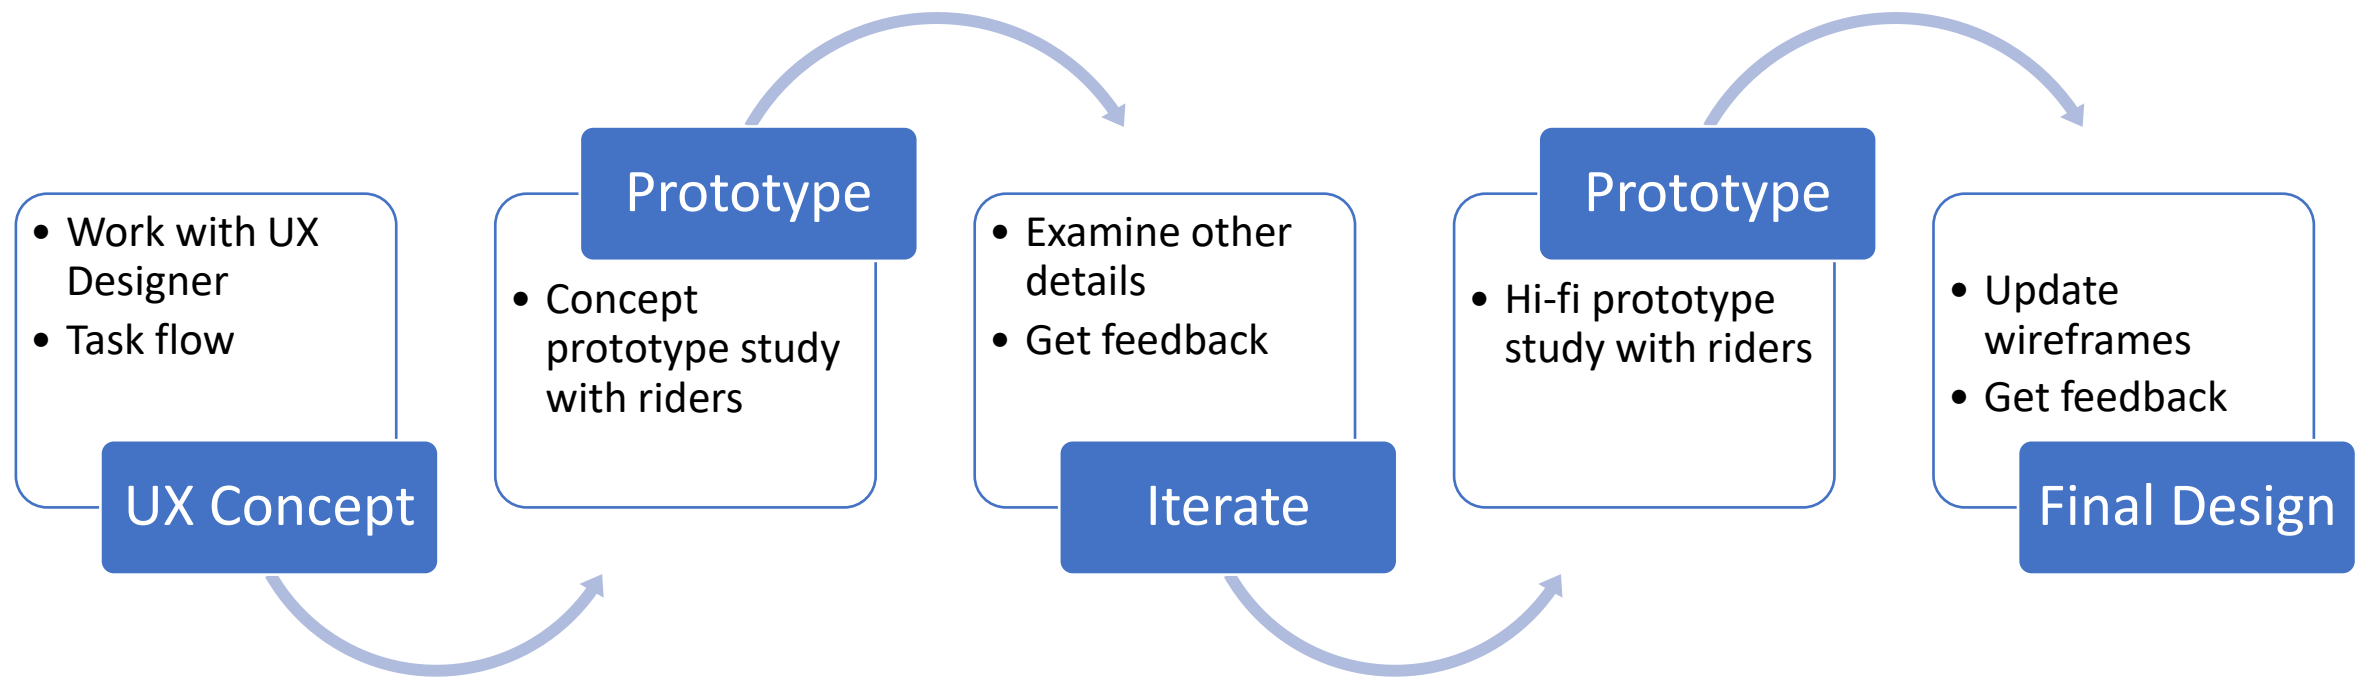 • Work with UX
Designer
• Task flow
UX Concept
Prototype
• Concept
prototype study
with riders
• Examine other
details
• Get feedback
Iterate
Prototype
• Hi-fi prototype
study with riders
• Update
wireframes
• Get feedback
Final Design